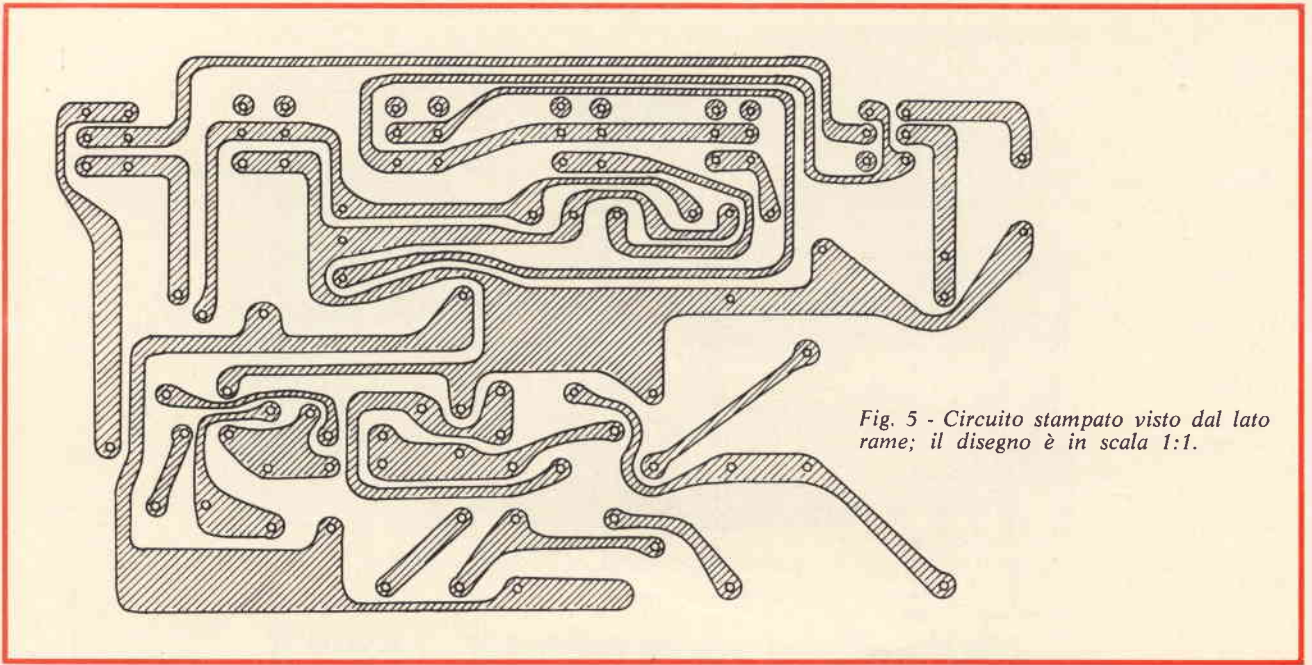 Fig. 5 - Circuito stampato visto dal lato
rame; il disegno è in scala 1:1.